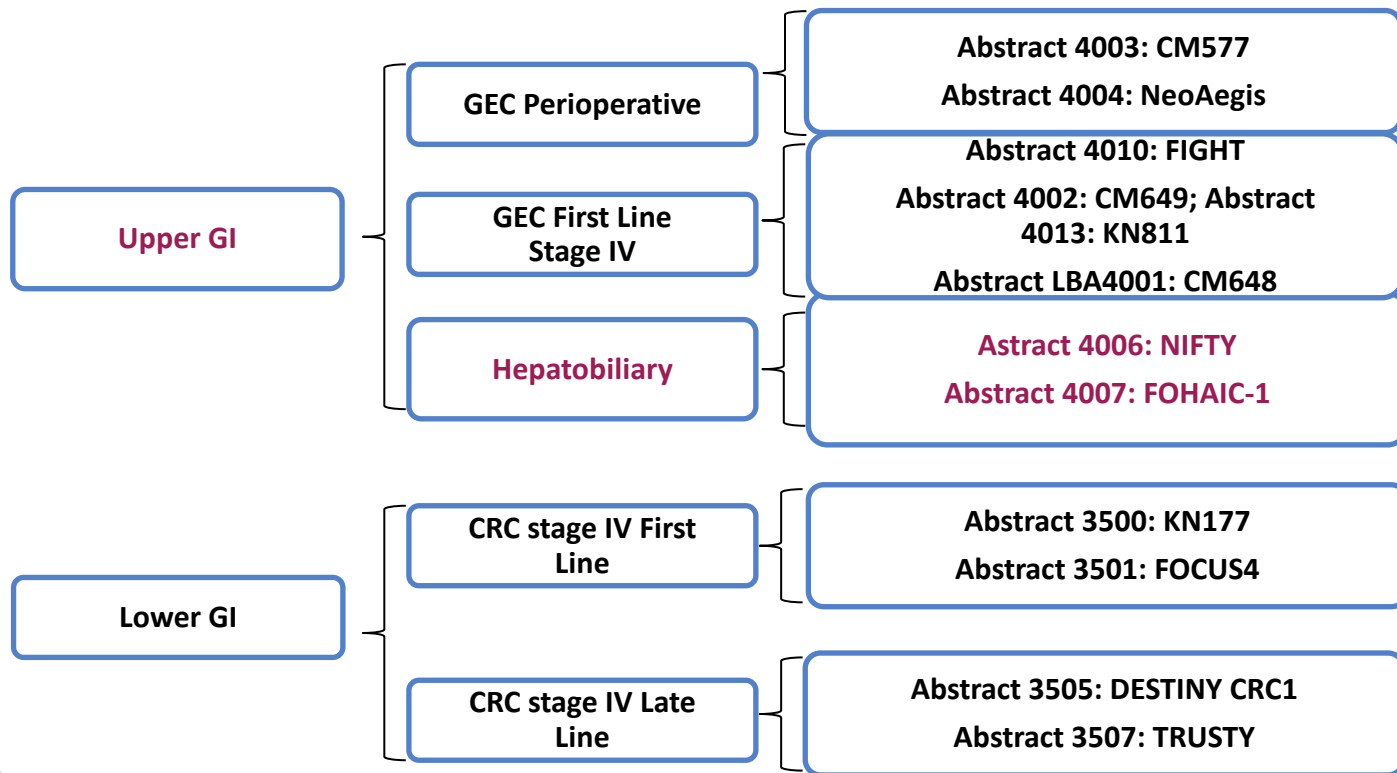 Upper GI
GEC Perioperative
Abstract 4003: CM577
Abstract 4004: NeoAegis
GEC First Line
Stage IV
Abstract 4010: FIGHT
Abstract 4002: CM649; Abstract
4013: KN811
Abstract LBA4001: CM648
Hepatobiliary
Astract 4006: NIFTY
Abstract 4007: FOHAIC-1
Lower GI
CRC stage IV First
Line
Abstract 3500: KN177
Abstract 3501: FOCUS4
CRC stage IV Late
Line
Abstract 3505: DESTINY CRC1
Abstract 3507: TRUSTY